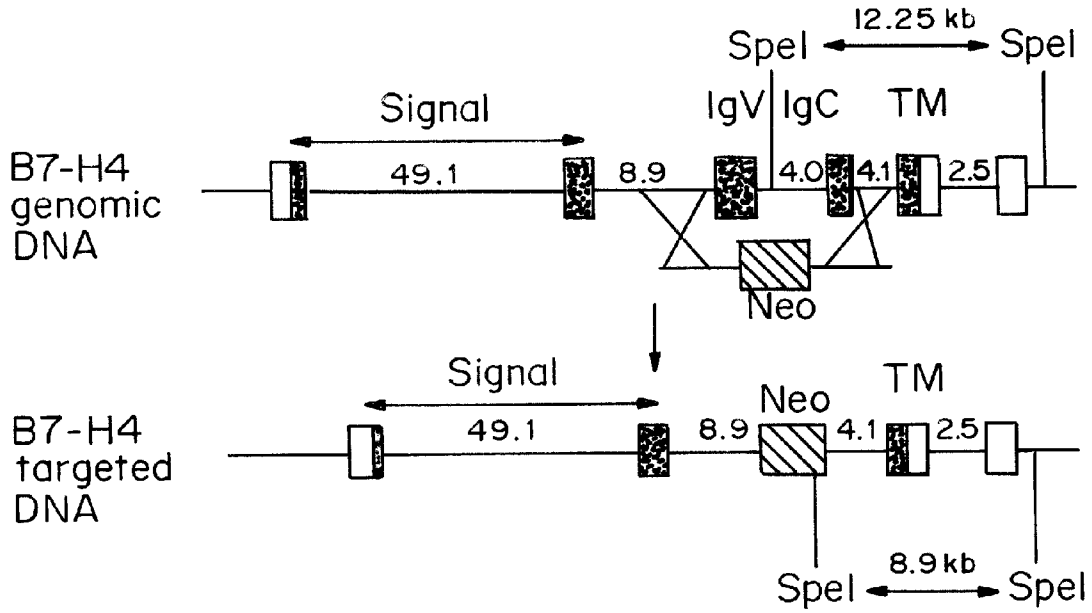 12.25 kb
SpeI SpeI
Signal IgV IgC TM
B7-H4
genomic
DNA
49.1 8.9 4.0 4.1 2.5
Neo
Signal Neo TM
B7-H4
targeted
DNA
49.1 8.9 4.1 2.5
SpeI 8.9 kb SpeI